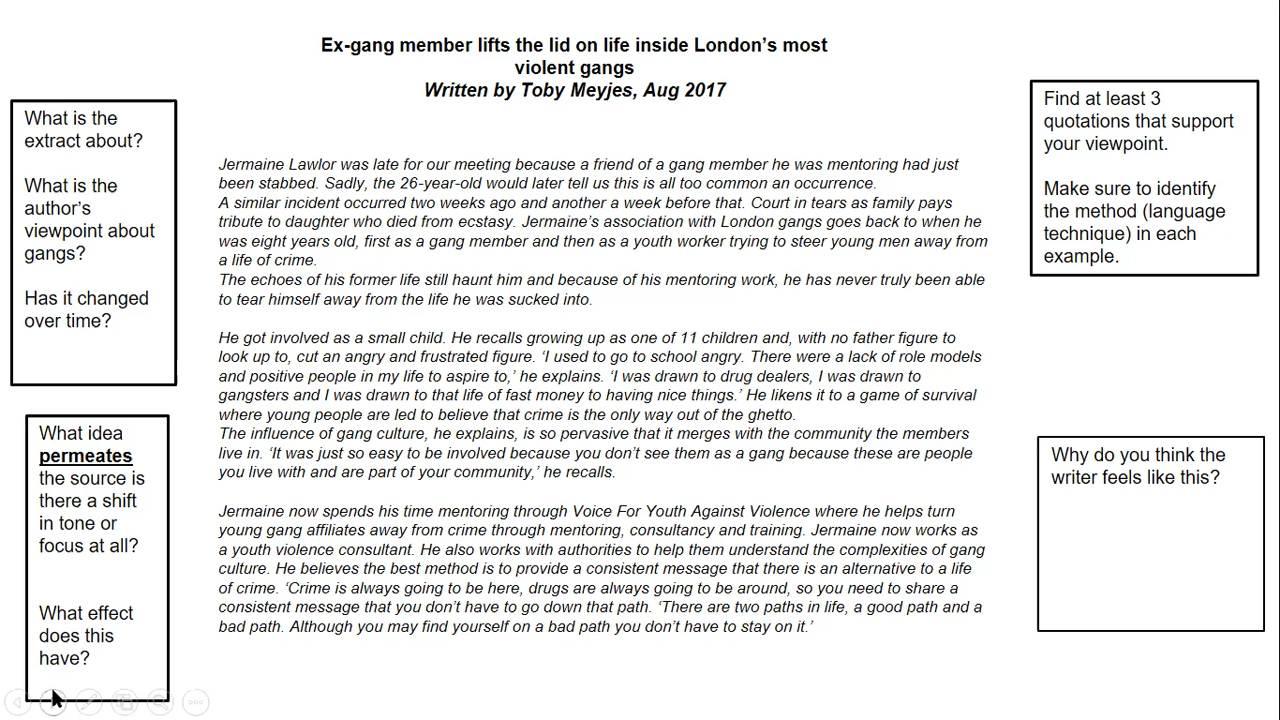 Ex-gang member lifts the lid on life inside London's most
violent gangs
Written by Toby Meyjes, Aug 2017
What is the
extract about?
What is the
author's
viewpoint about
gangs?
Has it changed
over time?
What idea
permeates
the source is
there a shift
in tone or
focus at all?
What effect
does this
have?
Jermaine Lawlor was late for our meeting because a friend of a gang member he was mentoring had just
been stabbed. Sadly, the 26-year-old would later tell us this is all too common an occurrence.
A similar incident occurred two weeks ago and another a week before that. Court in tears as family pays
tribute to daughter who died from ecstasy. Jermaine's association with London gangs goes back to when he
was eight years old, first as a gang member and then as a youth worker trying to steer young men away from
a life of crime.
The echoes of his former life still haunt him and because of his mentoring work, he has never truly been able
to tear himself away from the life he was sucked into.
He got involved as a small child. He recalls growing up as one of 11 children and, with no father figure to
look up to, cut an angry and frustrated figure. 'I used to go to school angry. There were a lack of role models
and positive people in my life to aspire to,' he explains. 'I was drawn to drug dealers, I was drawn to
gangsters and I was drawn to that life of fast money to having nice things.' He likens it to a game of survival
where young people are led to believe that crime is the only way out of the ghetto.
The influence of gang culture, he explains, is so pervasive that it merges with the community the members
live in. 'It was just so easy to be involved because you don't see them as a gang because these are people
you live with and are part of your community,' he recalls.
Jermaine now spends his time mentoring through Voice For Youth Against Violence where he helps turn
young gang affiliates away from crime through mentoring, consultancy and training. Jermaine now works as
a youth violence consultant. He also works with authorities to help them understand the complexities of gang
culture. He believes the best method is to provide a consistent message that there is an alternative to a life
of crime. 'Crime is always going to be here, drugs are always going to be around, so you need to share a
consistent message that you don't have to go down that path. 'There are two paths in life, a good path and a
bad path. Although you may find yourself on a bad path you don't have to stay on it.'
Find at least 3
quotations that support
your viewpoint.
Make sure to identify
the method (language
technique) in each
example.
Why do you think the
writer feels like this?